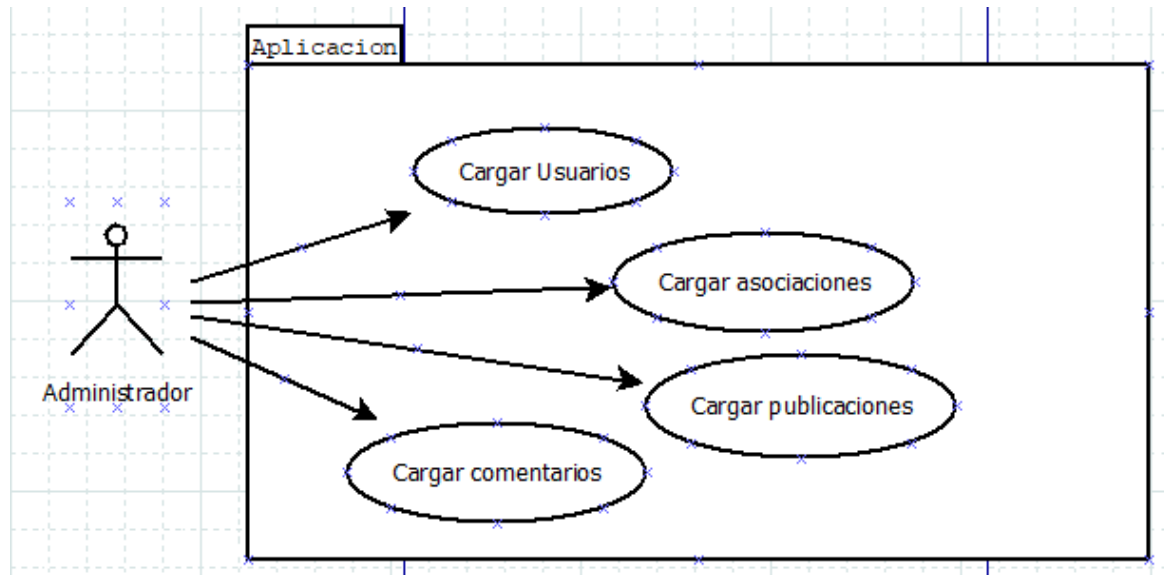 Aplicacion
Cargar Usuarios
Cargar asociaciones
Administrador
Cargar publicaciones
Cargar comentarios